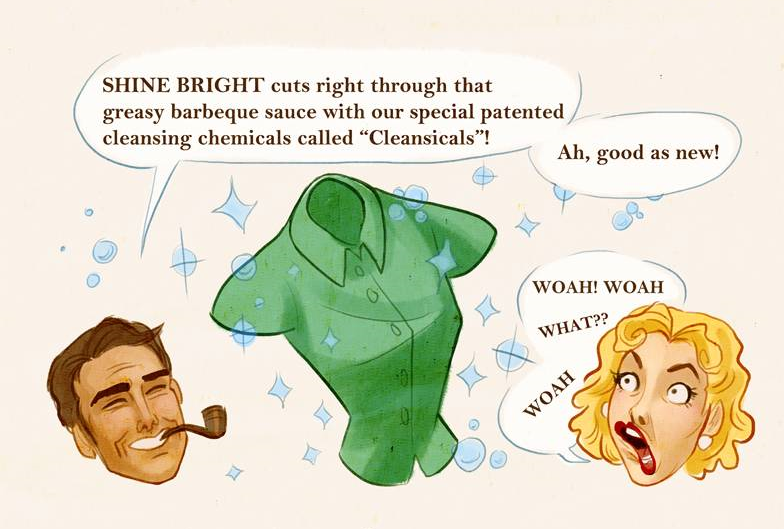 SHINE BRIGHT cuts right through that
greasy barbeque sauce with our special patented
cleansing chemicals called “Cleansicals”!
Ah, good as new!
WOAH! WOAH
WHAT??
WOAH